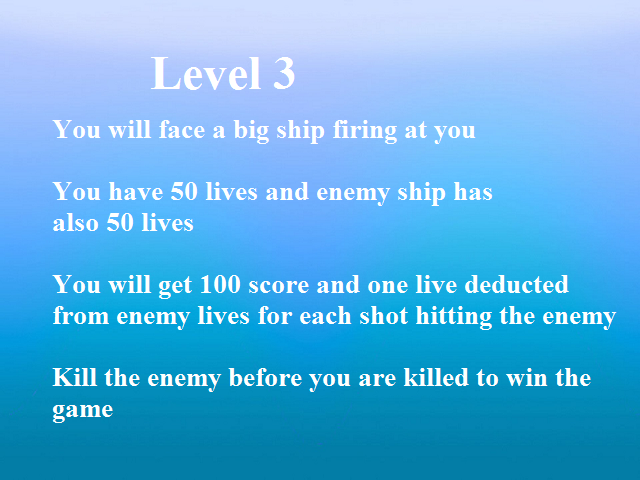 Level 3
You will face a big ship firing at you
You have 50 lives and enemy ship has
also 50 lives
You will get 100 score and one live deducted
from enemy lives for each shot hitting the enemy
Kill the enemy before you are killed to win the
game